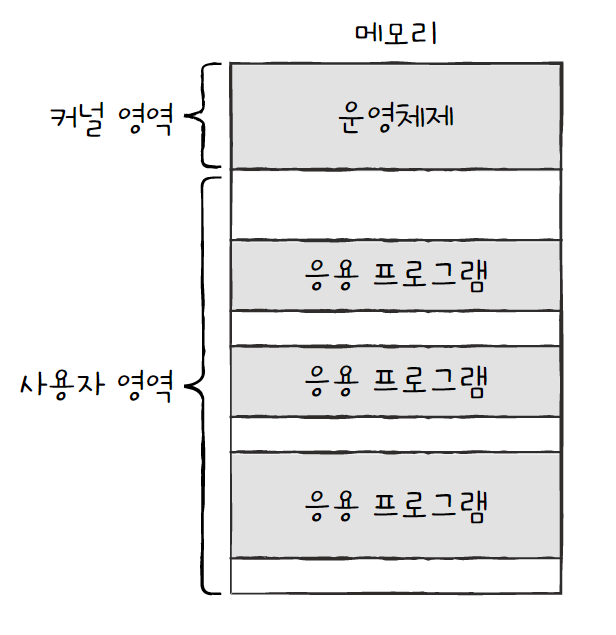 메모리
커널 영역
운영체제
응용 프로그램
사용자 영역
응용 프로그램
응용 프로그램